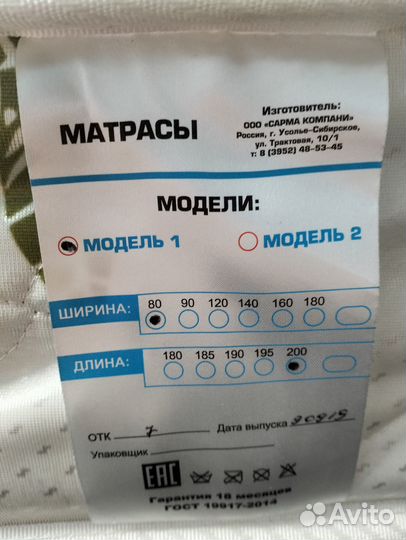 Изготовитель:
ООО «САРМА КОМПАНИ»
Россия, г. Усолье-Сибирское,
ул. Трактовая, 10/1
т: 8 (3952) 48-53-45
МАТРАСЫ
МОДЕЛИ:
МОДЕЛЬ 1 МОДЕЛЬ 2
ШИРИНА: 80 90 120 140 160 180
ДЛИНА: 180 185 190 195 200
ОТК 7 Дата выпуска
Упаковщик
EAC
Гарантия 18 месяцев
ГОСТ 19917-2014
Avito